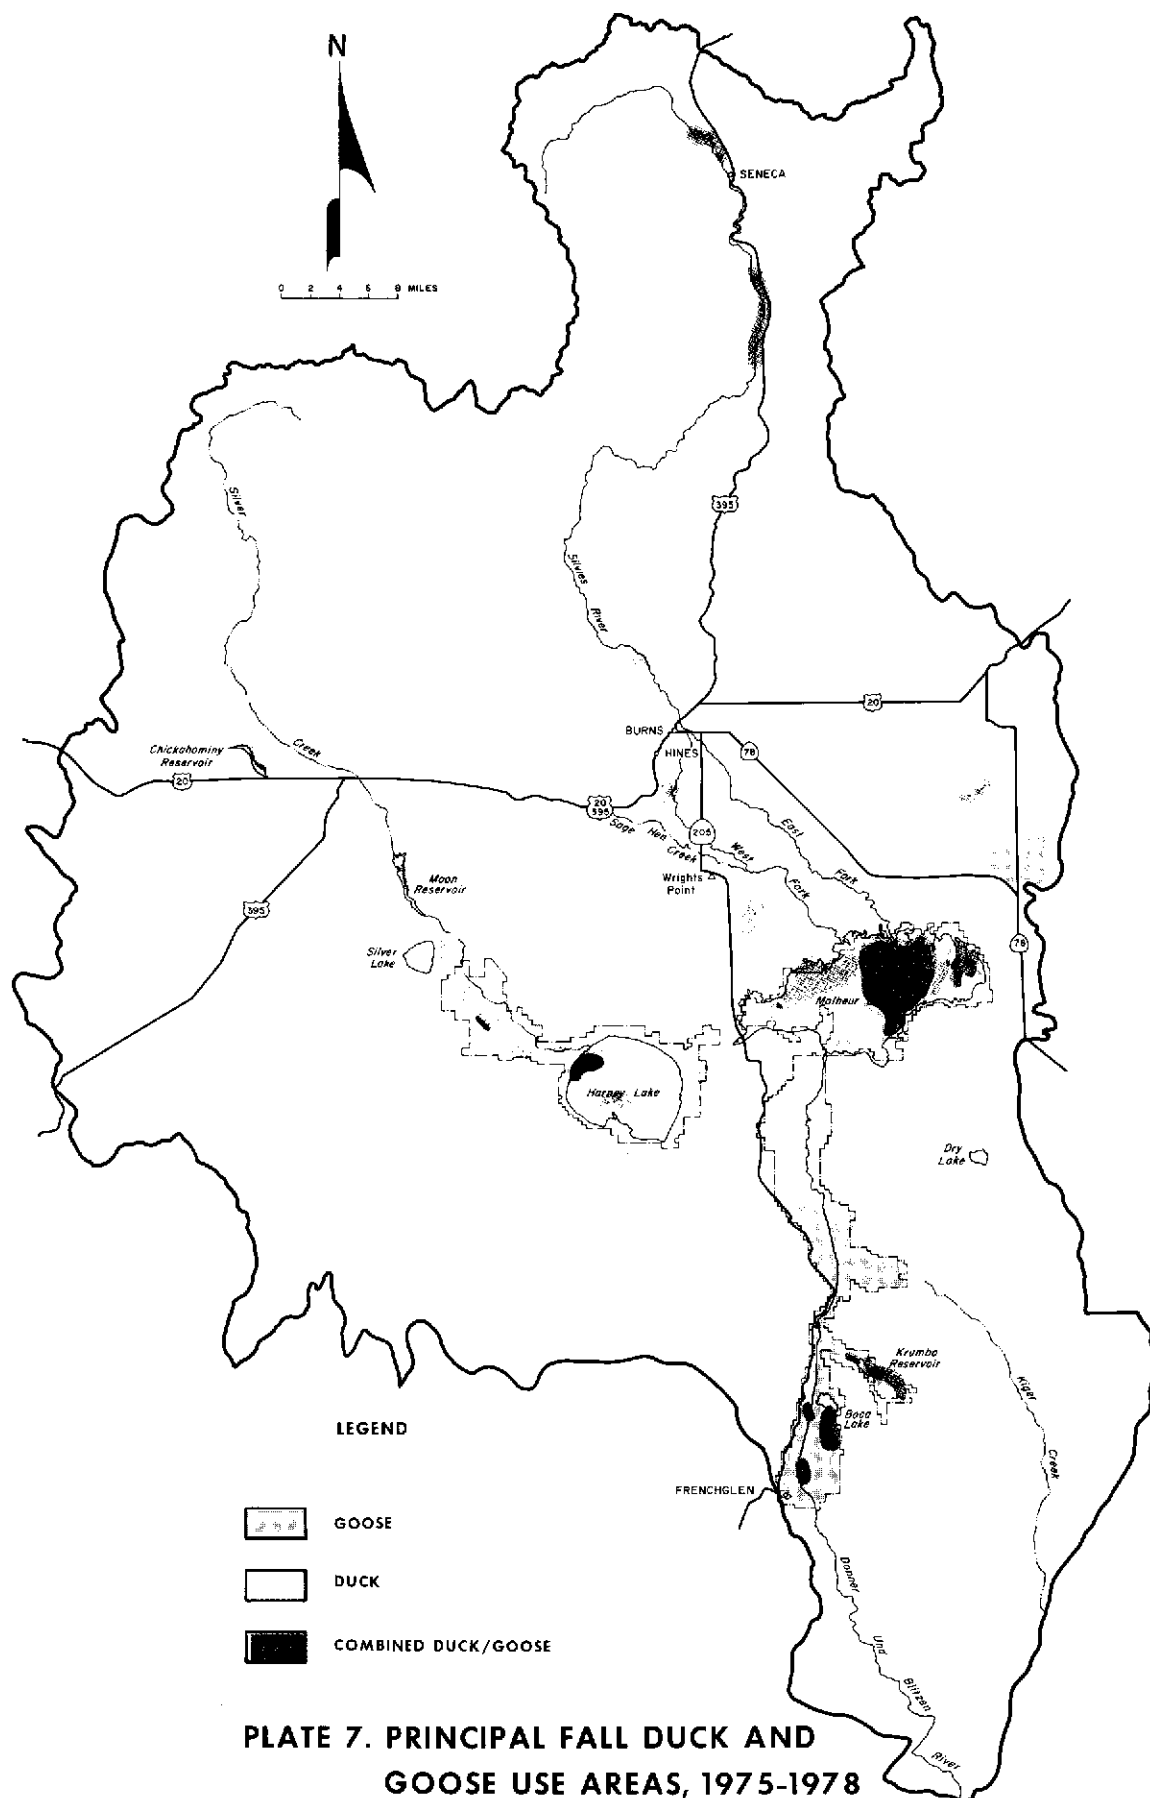 N
0 2 4 6 8 MILES
SENECA
395
Silver
Silvies
River
20
BURNS
HINES
78
Chickahominy
Reservoir
Creek
20
20
395
Sage Hen
Creek
205
West
Fork
East
Fork
Wrights
Point
Moon
Reservoir
395
78
Silver
Lake
Malheur
Harney Lake
Dry
Lake
Krumbo
Reservoir
Kiger
Creek
Boca
Lake
LEGEND
FRENCHGLEN
GOOSE
DUCK
COMBINED DUCK/GOOSE
Donner
Und
Blitzen
River
PLATE 7. PRINCIPAL FALL DUCK AND
GOOSE USE AREAS, 1975-1978